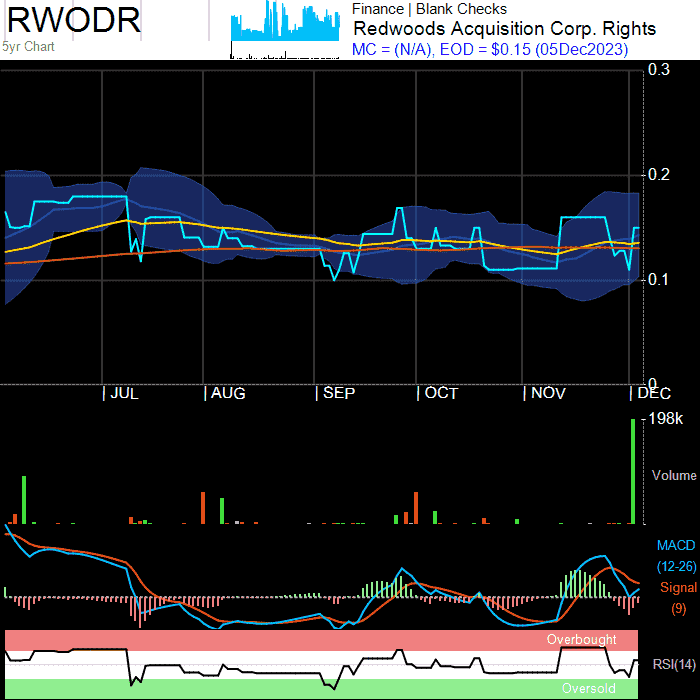 RWODR
5yr Chart
Finance | Blank Checks
Redwoods Acquisition Corp. Rights
MC = (N/A), EOD = $0.15 (05Dec2023)
0.3
0.2
0.1
0
JUL AUG SEP OCT NOV DEC
198k
Volume
MACD
(12-26)
Signal
(9)
Overbought
RSI(14)
Oversold